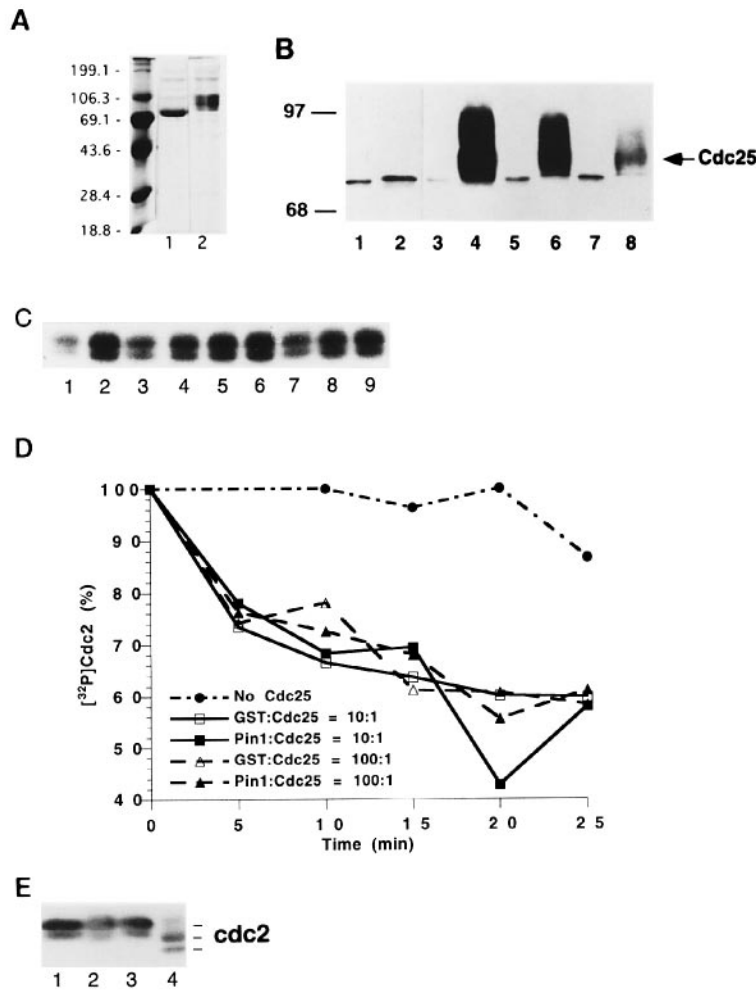 A
199.1 -
106.3 -
69.1 -
43.6 -
28.4 -
18.8 -
1 2
B
97
68
Cdc25
1 2 3 4 5 6 7 8
C
1 2 3 4 5 6 7 8 9
D
[³²P]Cdc2 (%)
100
90
80
70
60
50
40
No Cdc25
GST:Cdc25 = 10:1
Pin1:Cdc25 = 10:1
GST:Cdc25 = 100:1
Pin1:Cdc25 = 100:1
0 5 10 15 20 25
Time (min)
E
cdc2
1 2 3 4